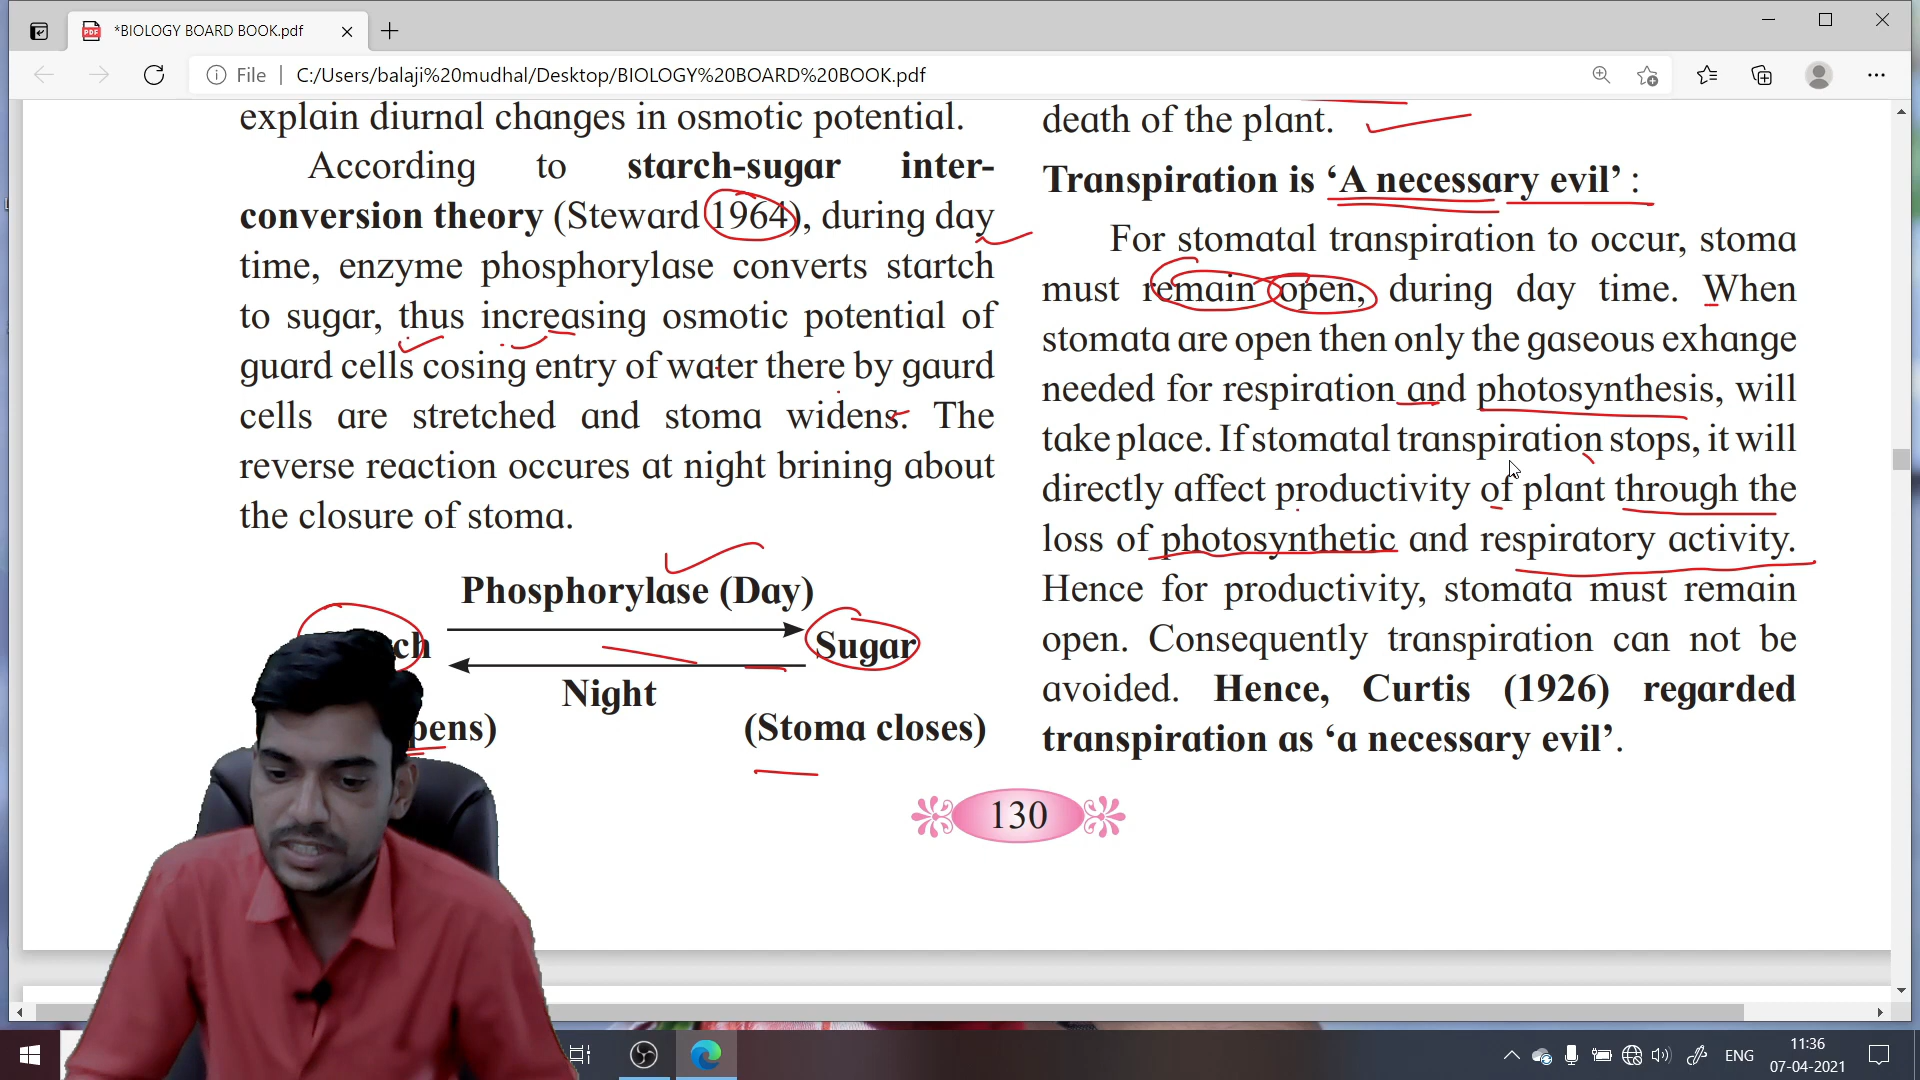 *BIOLOGY BOARD BOOK.pdf
File | C:/Users/balaji%20mudhal/Desktop/BIOLOGY%20BOARD%20BOOK.pdf
explain diurnal changes in osmotic potential.
According to starch-sugar inter-
conversion theory (Steward 1964), during day
time, enzyme phosphorylase converts startch
to sugar, thus increasing osmotic potential of
guard cells cosing entry of water there by gaurd
cells are stretched and stoma widens. The
reverse reaction occures at night brining about
the closure of stoma.
Phosphorylase (Day)
Sugar
Night
(Stoma closes)
death of the plant.
Transpiration is ‘A necessary evil’ :
For stomatal transpiration to occur, stoma
must remain open, during day time. When
stomata are open then only the gaseous exhange
needed for respiration and photosynthesis, will
take place. If stomatal transpiration stops, it will
directly affect productivity of plant through the
loss of photosynthetic and respiratory activity.
Hence for productivity, stomata must remain
open. Consequently transpiration can not be
avoided. Hence, Curtis (1926) regarded
transpiration as ‘a necessary evil’.
130
ENG
11:36
07-04-2021